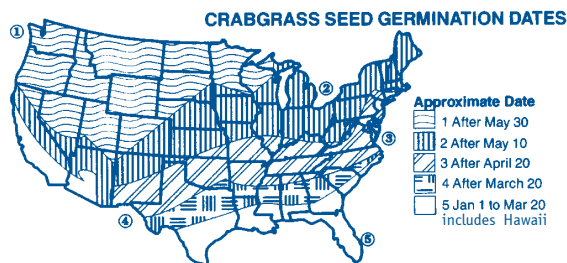 CRABGRASS SEED GERMINATION DATES
①
②
③
④
⑤
Approximate Date
1 After May 30
2 After May 10
3 After April 20
4 After March 20
5 Jan 1 to Mar 20
includes Hawaii